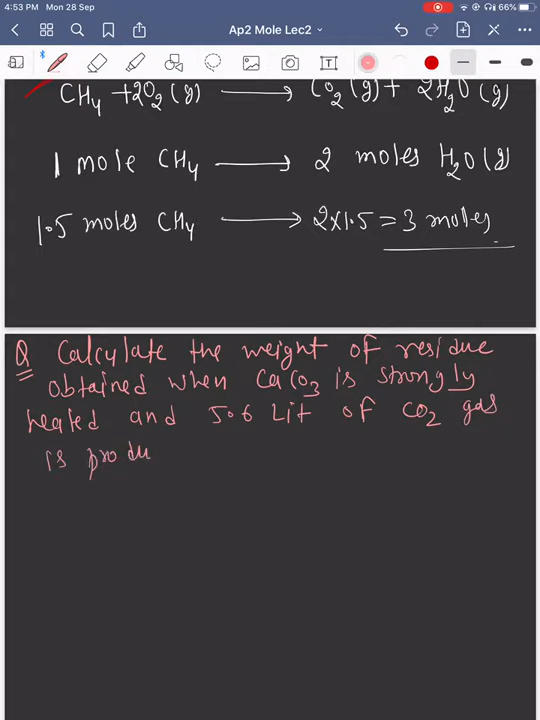 4:53 PM Mon 28 Sep
66%
Ap2 Mole Lec2
T
CH4 + 2O2 (g) → CO2 (g) + 2H2O (g)
1 mole CH4 → 2 moles H2O (g)
1.5 moles CH4 → 2×1.5 = 3 moles
Q Calculate the weight of residue
obtained when CaCO3 is strongly
heated and 5.6 Lit of CO2 gas
is produ